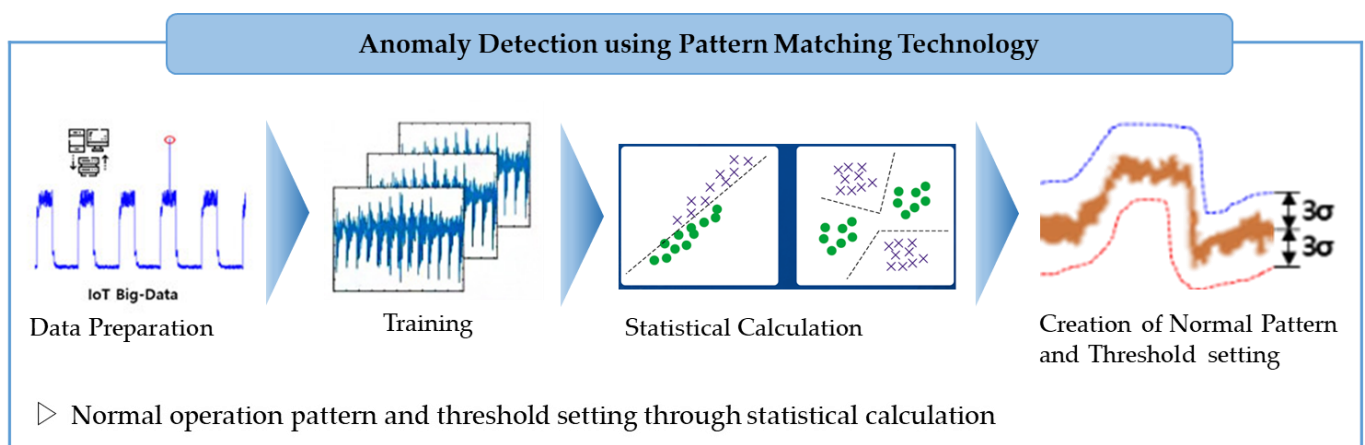 Anomaly Detection using Pattern Matching Technology
IoT Big-Data
Data Preparation
Training
Statistical Calculation
3σ
3σ
Creation of Normal Pattern
and Threshold setting
▷ Normal operation pattern and threshold setting through statistical calculation